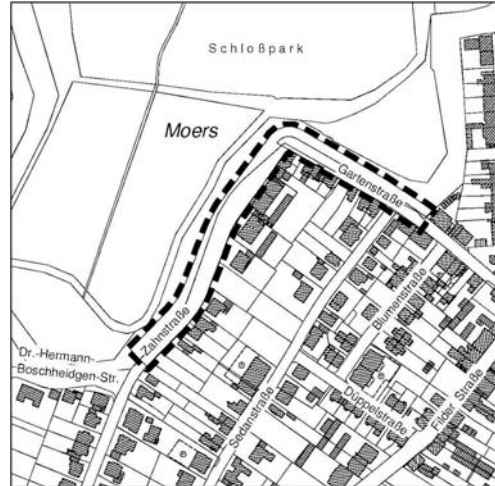 Schloßpark
Moers
Gartenstraße
Zahnstraße
Blumenstraße
Dr.-Hermann-
Boschheidgen-Str.
Sedanstraße
Düppelstraße
Filder Straße